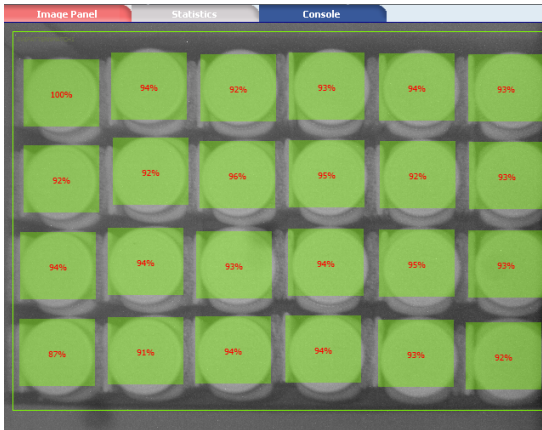 Image Panel Statistics Console
100% 94% 92% 93% 94% 93%
92% 92% 96% 95% 92% 93%
94% 94% 93% 94% 95% 93%
87% 91% 94% 94% 93% 92%